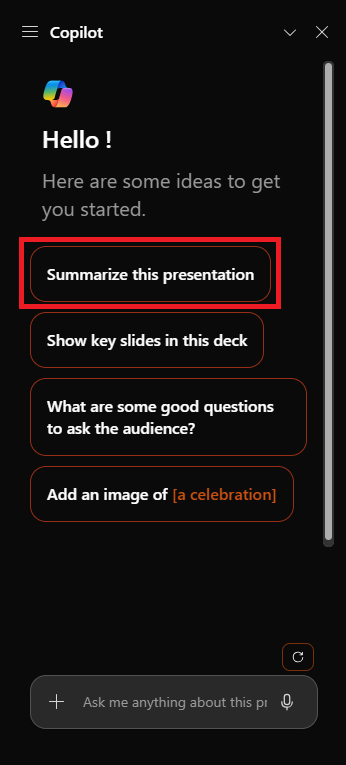 Copilot
Hello !
Here are some ideas to get
you started.
Summarize this presentation
Show key slides in this deck
What are some good questions
to ask the audience?
Add an image of [a celebration]
Ask me anything about this pr